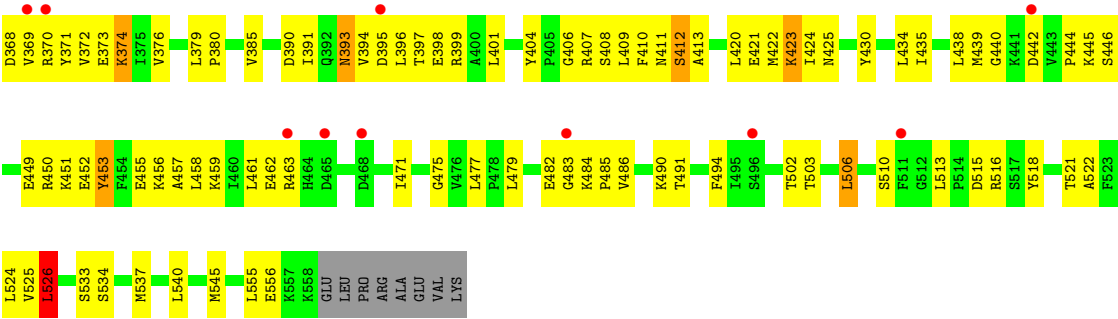 D368 V369 R370 Y371 V372 E373 K374 I375 V376 L379 P380 V385 D390 I391 Q392 N393 V394 D395 L396 T397 E398 R399 A400 L401 Y404 P405 G406 R407 S408 L409 F410 N411 S412 A413 L420 E421 M422 K423 I424 N425 Y430 L434 I435 L438 M439 G440 K441 D442 V443 P444 K445 S446
E449 R450 K451 E452 Y453 F454 E455 K456 A457 L458 K459 I460 L461 E462 R463 H464 D465 D468 I471 G475 V476 L477 P478 L479 E482 G483 K484 P485 V486 K490 T491 F494 I495 S496 T502 T503 L506 S510 F511 G512 L513 P514 D515 R516 S517 Y518 T521 A522 F523
L524 V525 L526 S533 S534 M537 L540 M545 L555 E556 K557 K558 GLU LEU PRO ARG ALA GLU VAL LYS